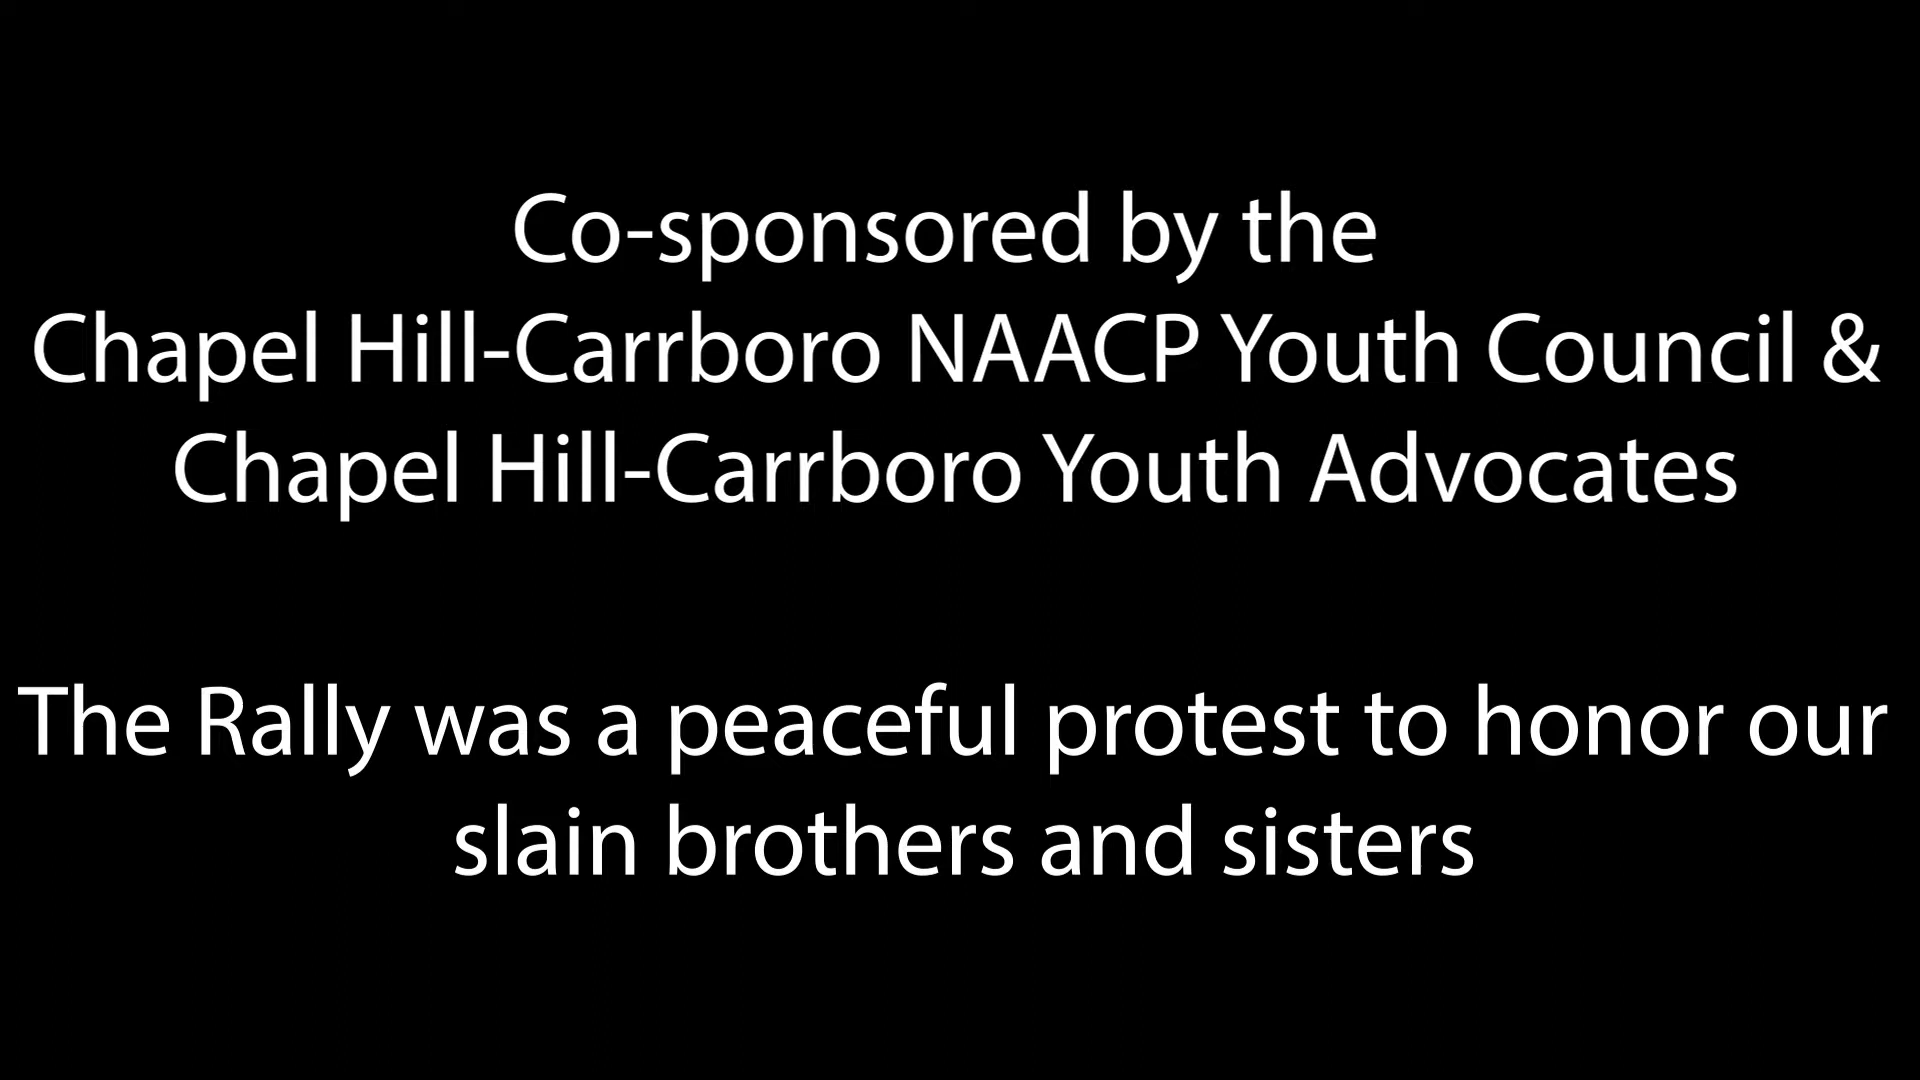 Co-sponsored by the
Chapel Hill-Carrboro NAACP Youth Council &
Chapel Hill-Carrboro Youth Advocates
The Rally was a peaceful protest to honor our
slain brothers and sisters